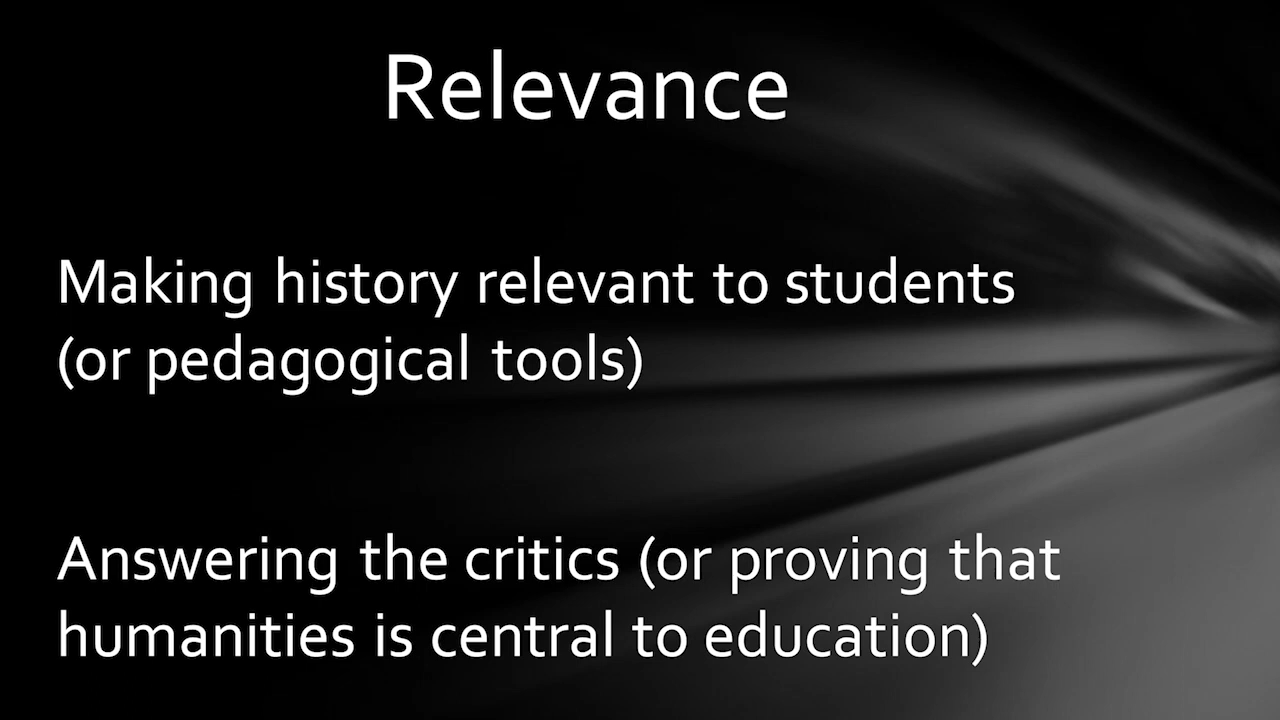 Relevance
Making history relevant to students
(or pedagogical tools)
Answering the critics (or proving that
humanities is central to education)